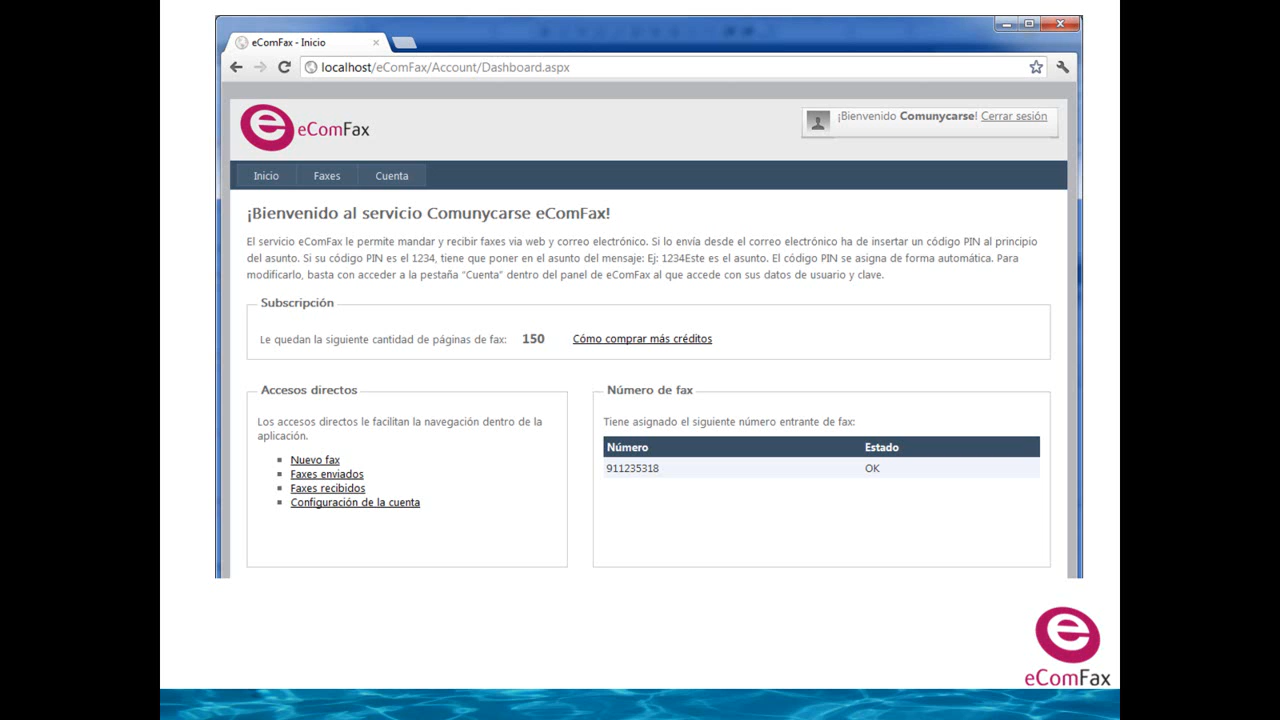 eComFax - Inicio
localhost/eComFax/Account/Dashboard.aspx
eComFax
¡Bienvenido Comunycarse! Cerrar sesión
Inicio Faxes Cuenta
¡Bienvenido al servicio Comunycarse eComFax!
El servicio eComFax le permite mandar y recibir faxes via web y correo electrónico. Si lo envía desde el correo electrónico ha de insertar un código PIN al principio
del asunto. Si su código PIN es el 1234, tiene que poner en el asunto del mensaje: Ej: 1234Este es el asunto. El código PIN se asigna de forma automática. Para
modificarlo, basta con acceder a la pestaña "Cuenta" dentro del panel de eComFax al que accede con sus datos de usuario y clave.
Subscripción
Le quedan la siguiente cantidad de páginas de fax: 150 Cómo comprar más créditos
Accesos directos
Los accesos directos le facilitan la navegación dentro de la
aplicación.
Nuevo fax
Faxes enviados
Faxes recibidos
Configuración de la cuenta
Número de fax
Tiene asignado el siguiente número entrante de fax:
Número Estado
911235318 OK
eComFax